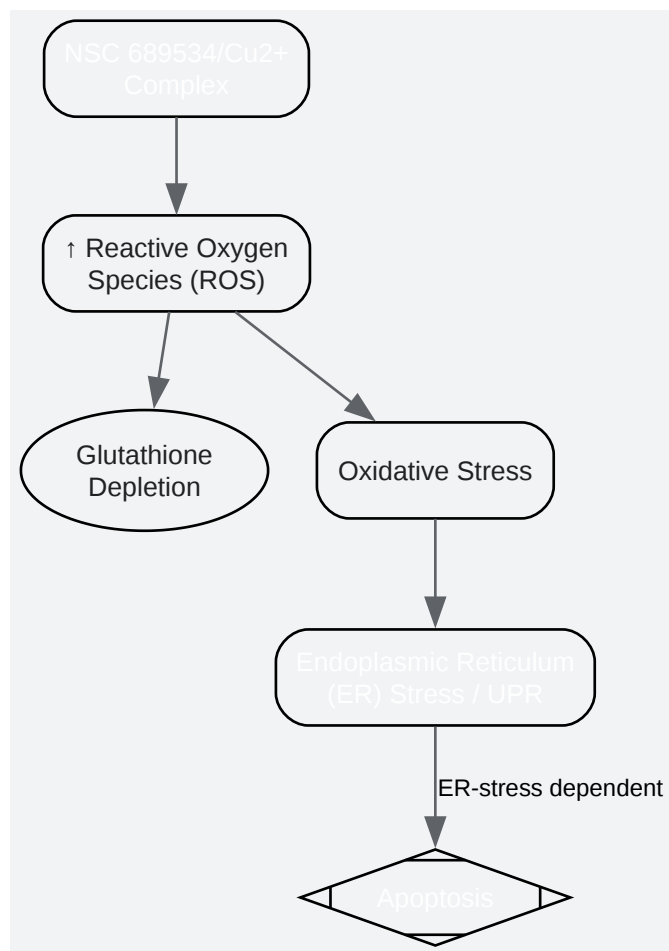 NSC 689534/Cu2+
Complex
↑ Reactive Oxygen
Species (ROS)
Glutathione
Depletion
Oxidative Stress
Endoplasmic Reticulum
(ER) Stress / UPR
ER-stress dependent
Apoptosis